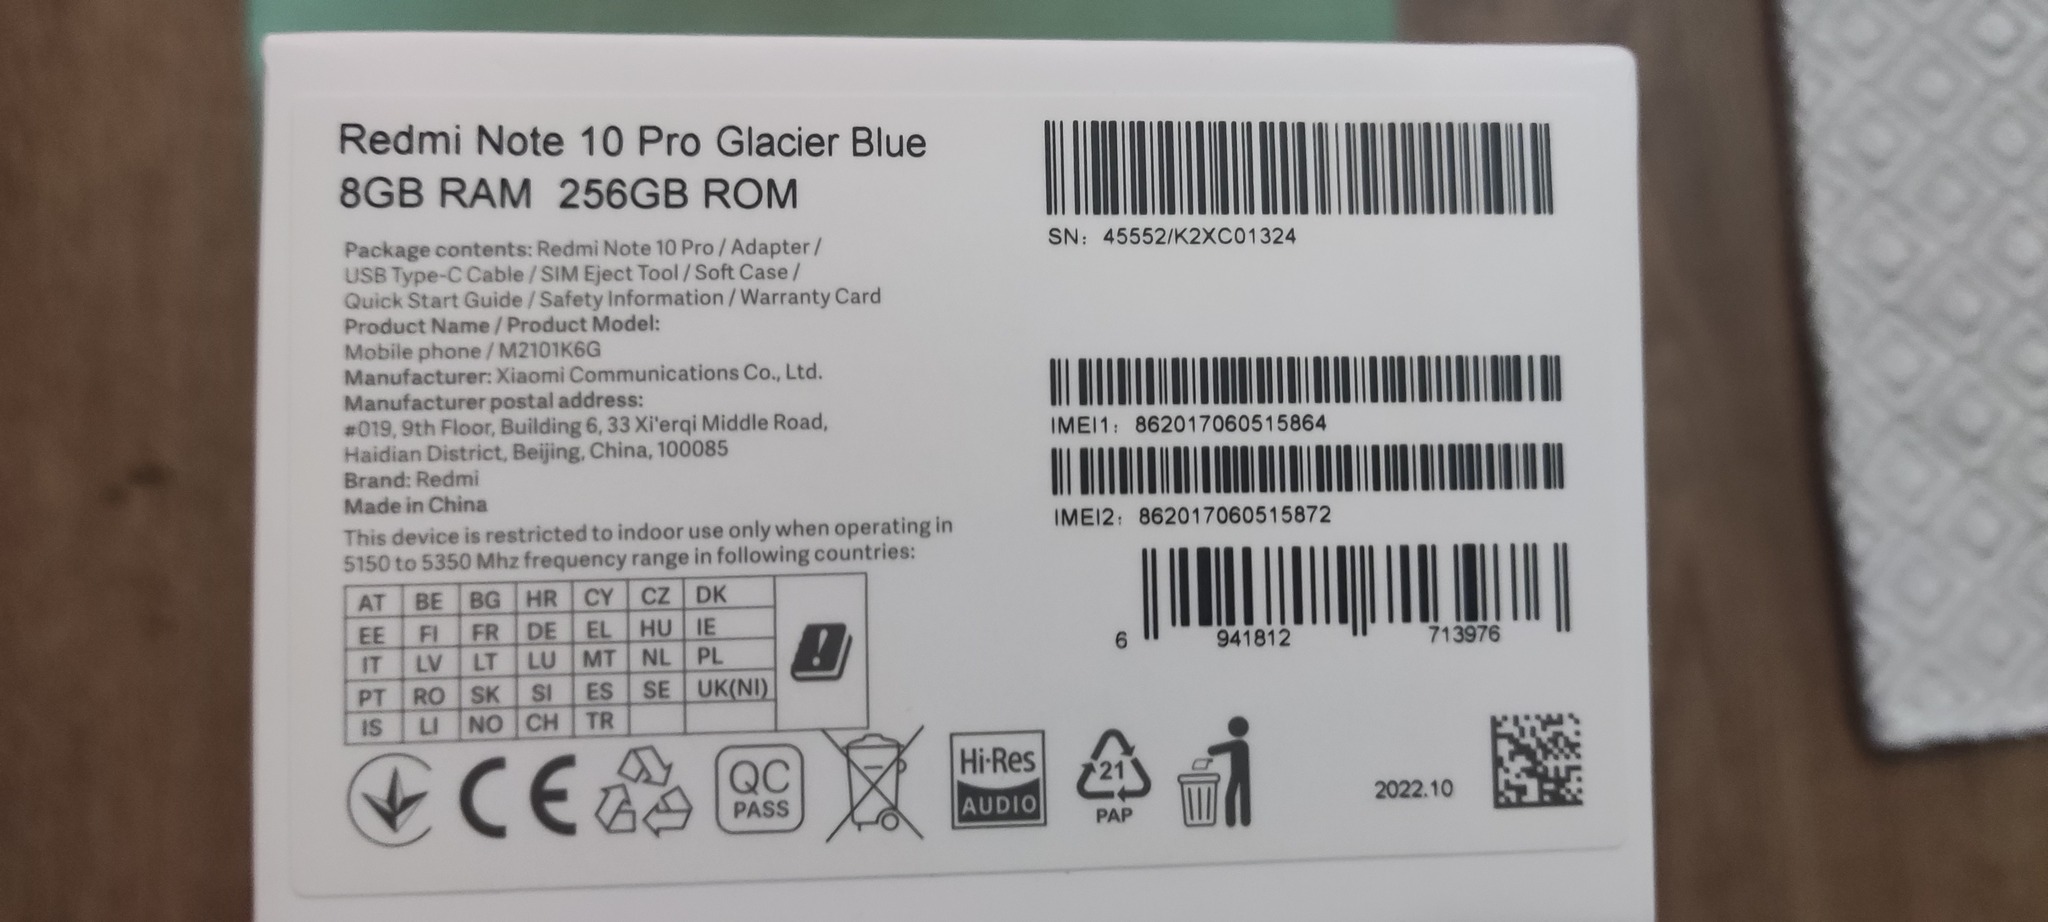 Redmi Note 10 Pro Glacier Blue
8GB RAM 256GB ROM
Package contents: Redmi Note 10 Pro / Adapter /
USB Type-C Cable / SIM Eject Tool / Soft Case /
Quick Start Guide / Safety Information / Warranty Card
Product Name / Product Model:
Mobile phone / M2101K6G
Manufacturer: Xiaomi Communications Co., Ltd.
Manufacturer postal address:
#019, 9th Floor, Building 6, 33 Xi'erqi Middle Road,
Haidian District, Beijing, China, 100085
Brand: Redmi
Made in China
This device is restricted to indoor use only when operating in
5150 to 5350 Mhz frequency range in following countries:
AT BE BG HR CY CZ DK
EE FI FR DE EL HU IE
IT LV LT LU MT NL PL
PT RO SK SI ES SE UK(NI)
IS LI NO CH TR
SN: 45552/K2XC01324
IMEI1: 862017060515864
IMEI2: 862017060515872
6 941812 713976
CE
QC
PASS
Hi-Res
AUDIO
21
PAP
2022.10